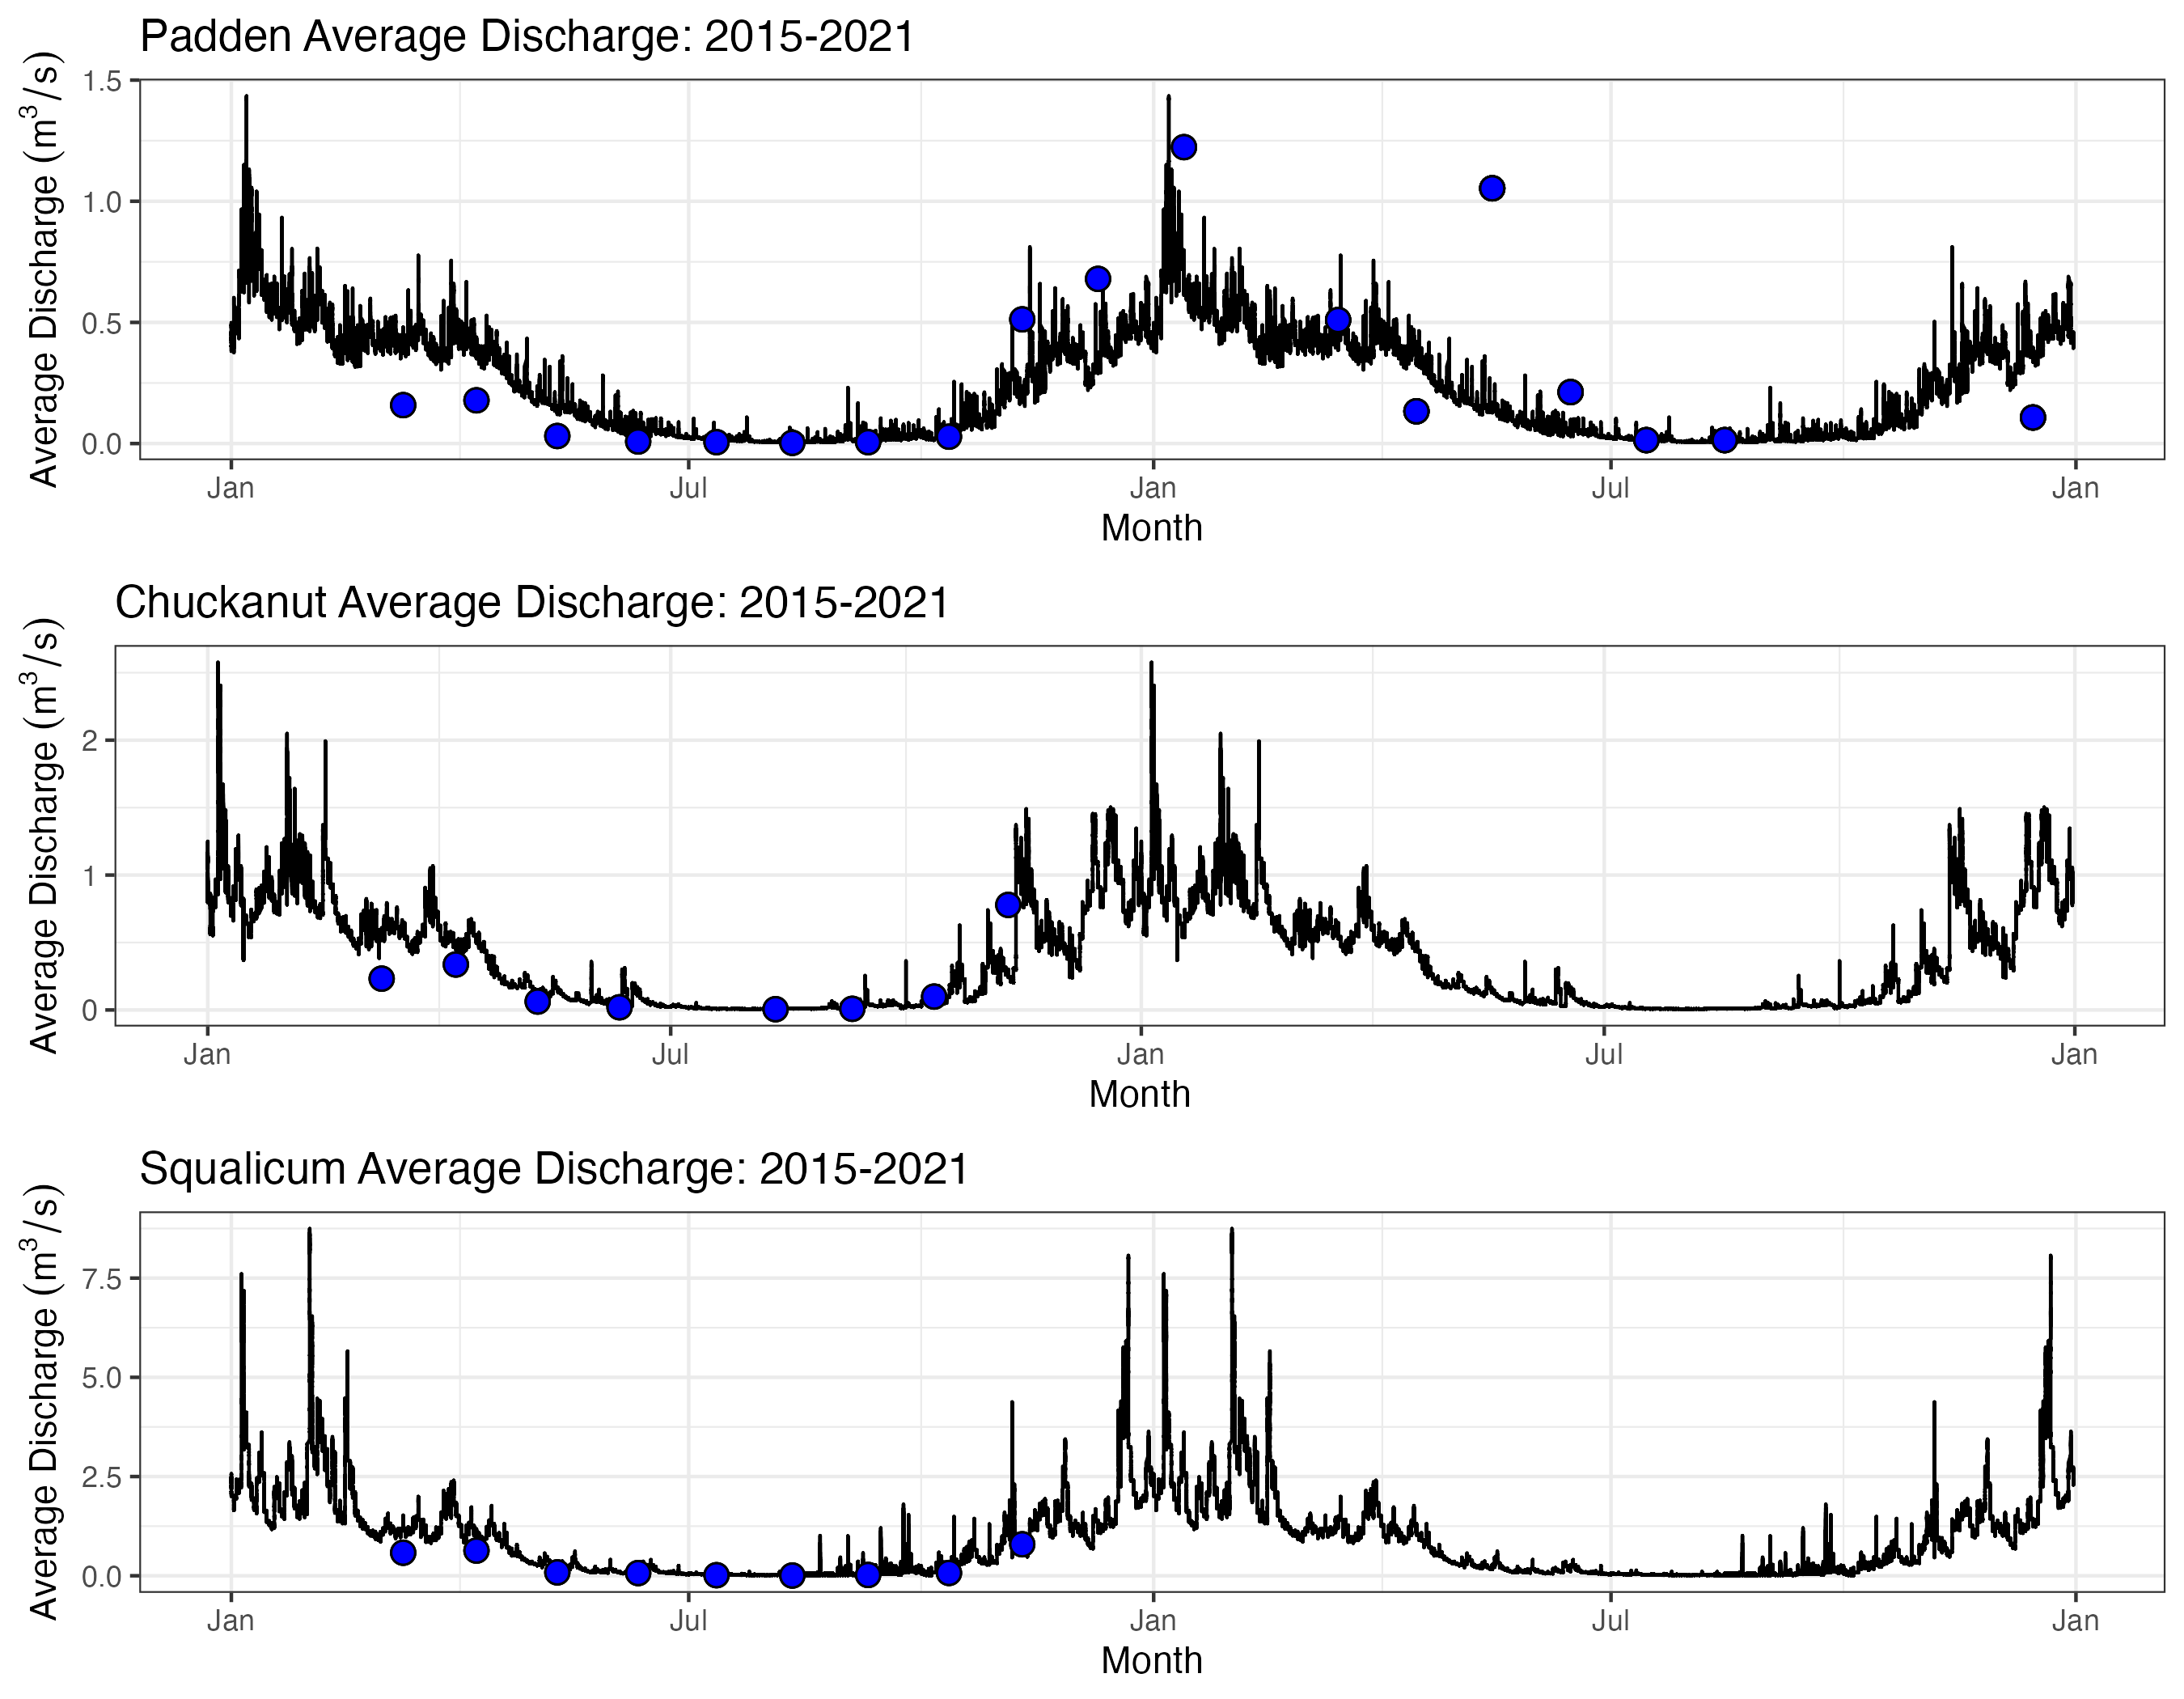 Padden Average Discharge: 2015-2021
Average Discharge (m³/s)
1.5
1.0
0.5
0.0
Jan Jul Jan Jul Jan
Month
Chuckanut Average Discharge: 2015-2021
Average Discharge (m³/s)
2
1
0
Jan Jul Jan Jul Jan
Month
Squalicum Average Discharge: 2015-2021
Average Discharge (m³/s)
7.5
5.0
2.5
0.0
Jan Jul Jan Jul Jan
Month